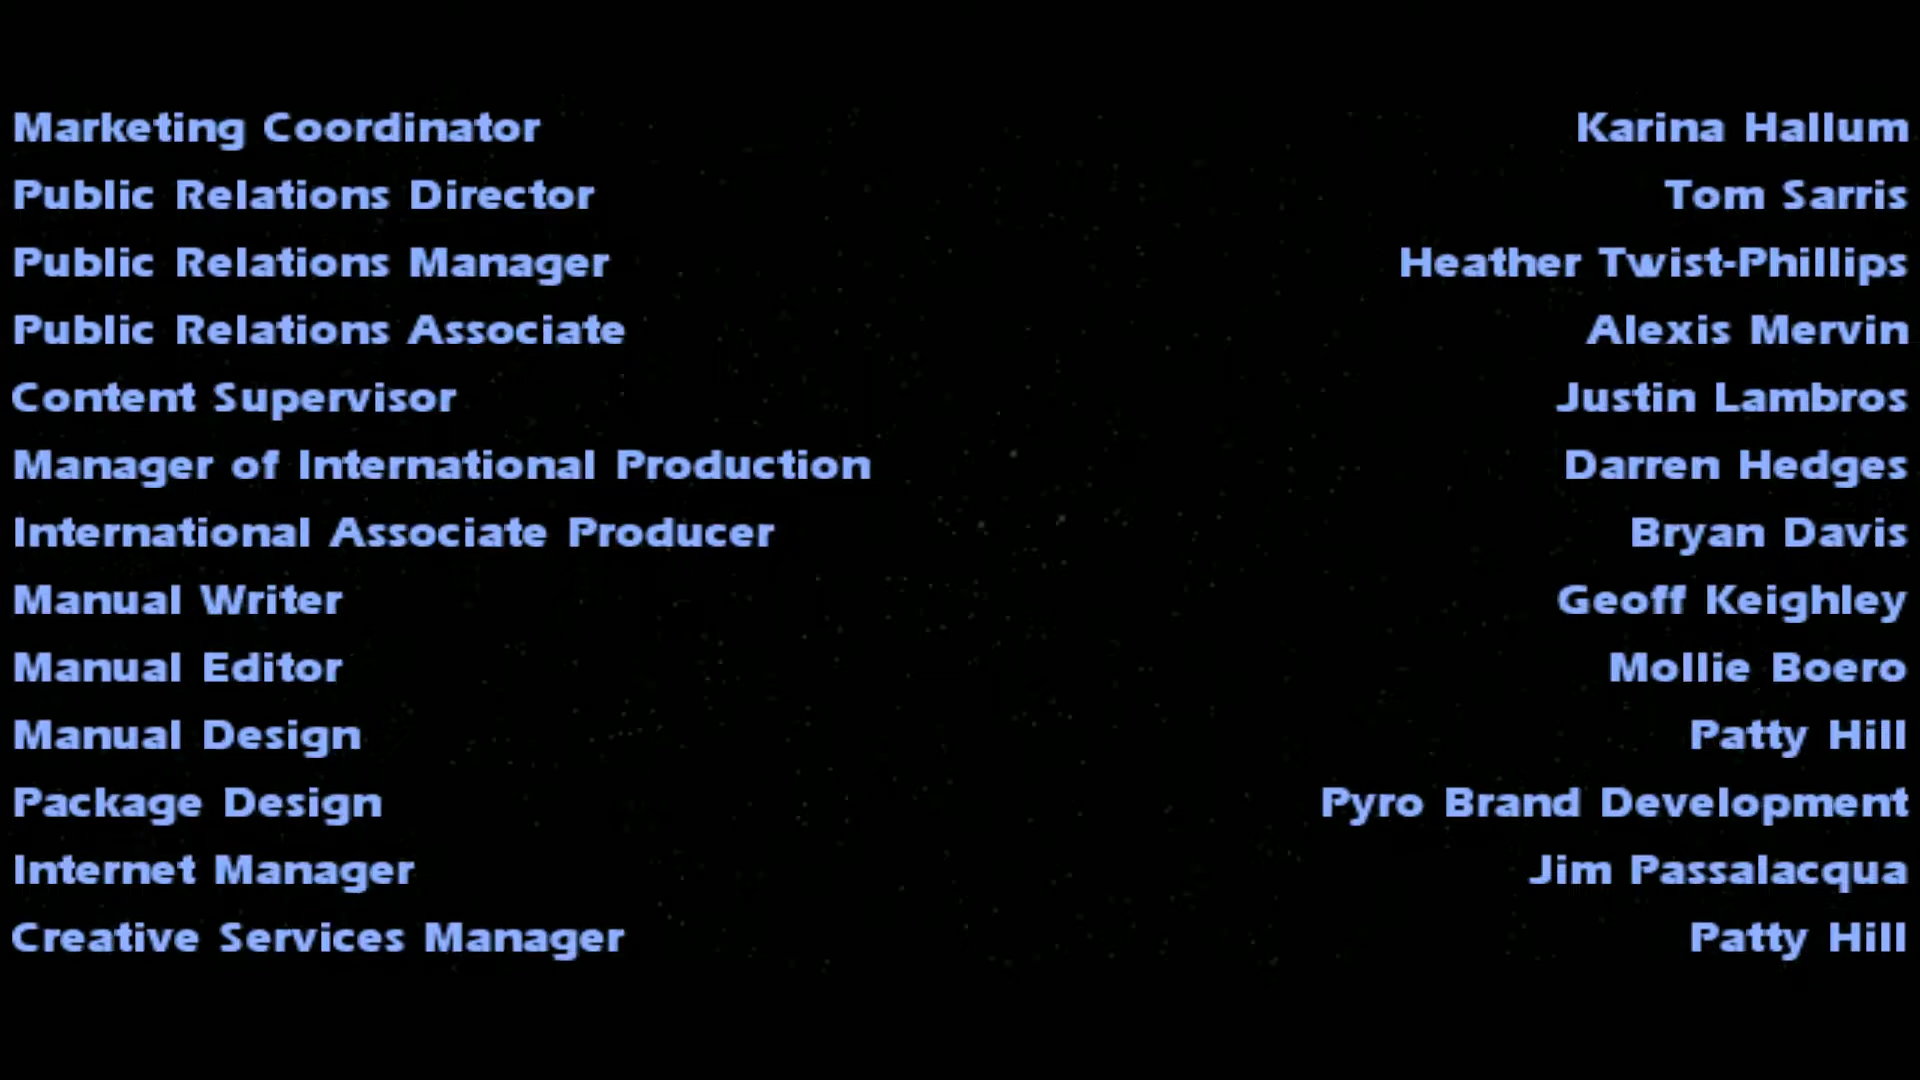 Marketing Coordinator Karina Hallum
Public Relations Director Tom Sarris
Public Relations Manager Heather Twist-Phillips
Public Relations Associate Alexis Mervin
Content Supervisor Justin Lambros
Manager of International Production Darren Hedges
International Associate Producer Bryan Davis
Manual Writer Geoff Keighley
Manual Editor Mollie Boero
Manual Design Patty Hill
Package Design Pyro Brand Development
Internet Manager Jim Passalacqua
Creative Services Manager Patty Hill